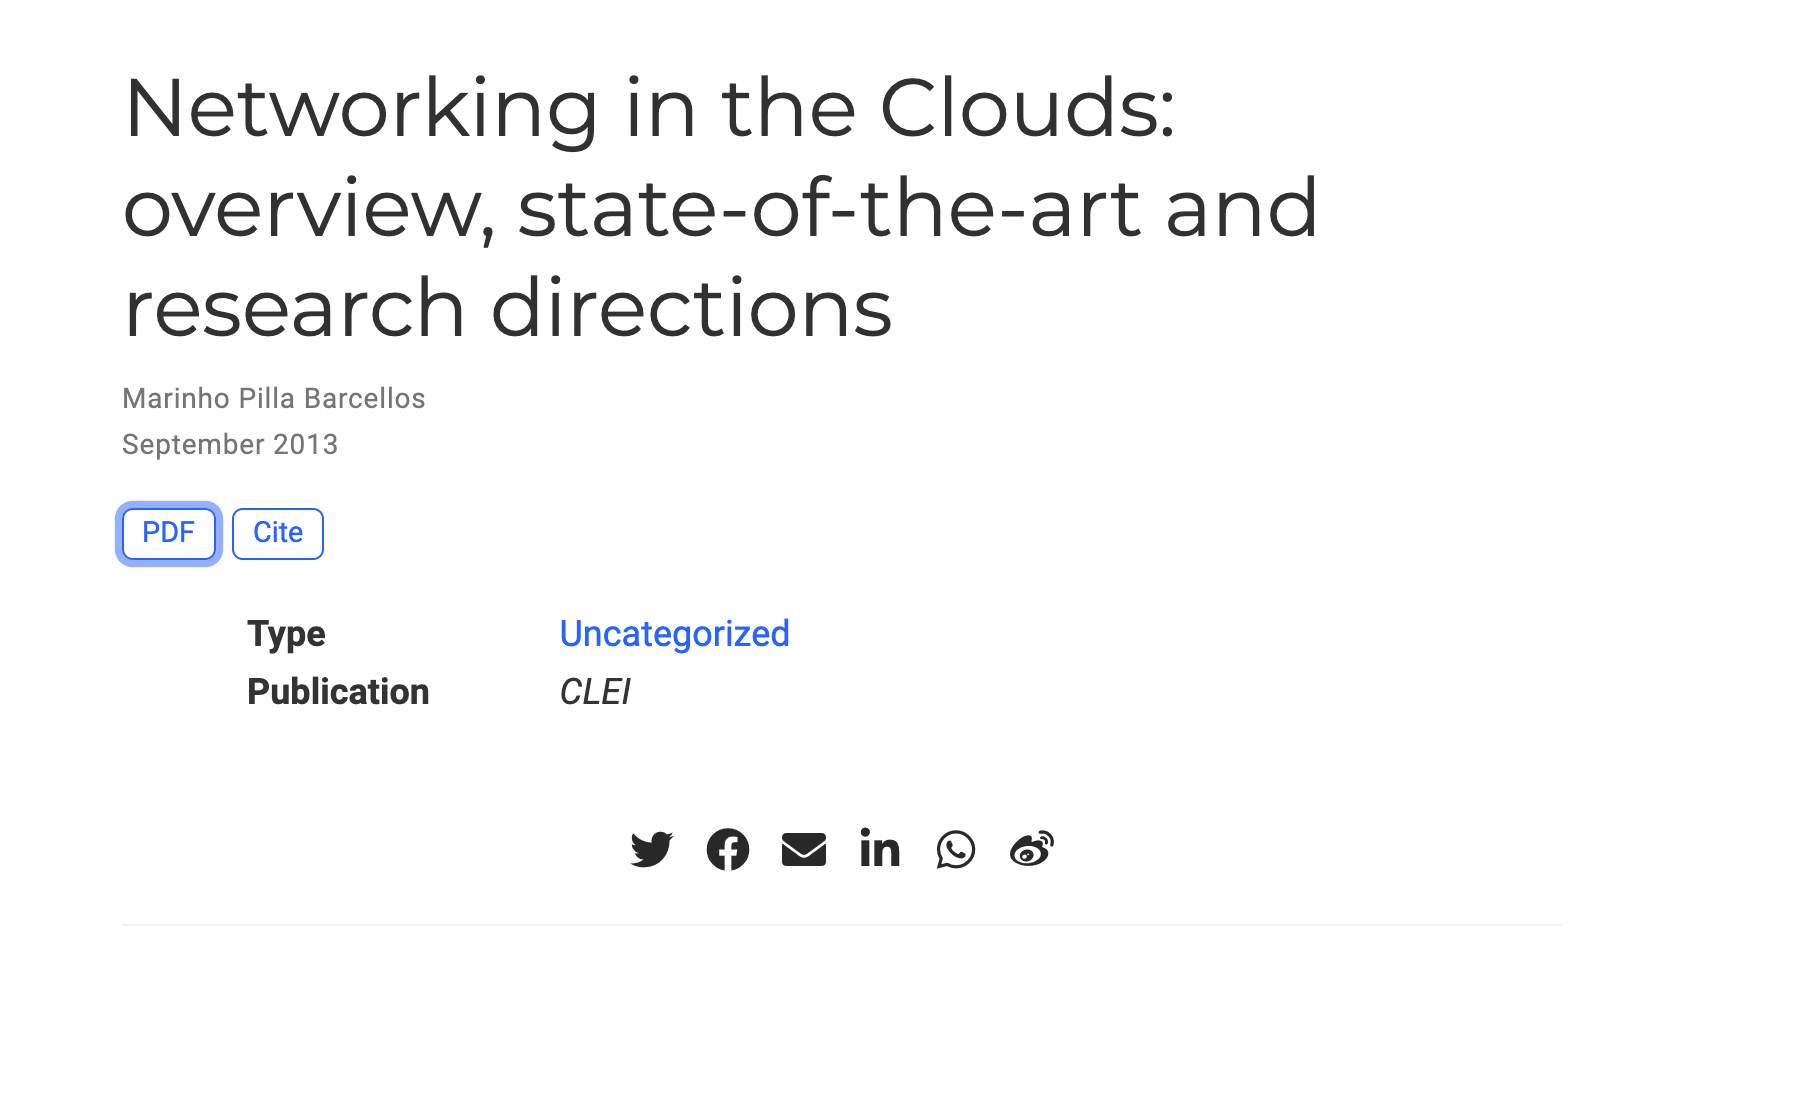 Networking in the Clouds:
overview, state-of-the-art and
research directions
Marinho Pilla Barcellos
September 2013
PDF Cite
Type Uncategorized
Publication CLEI